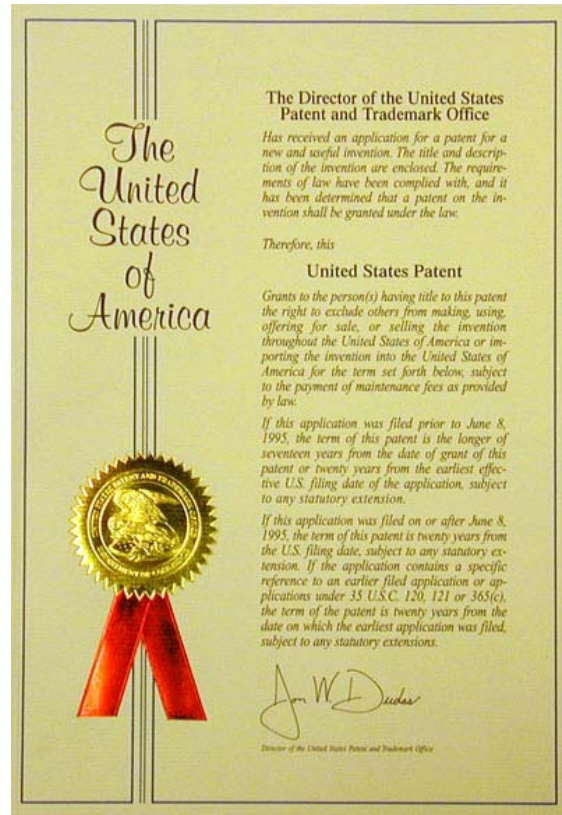 The
United
States
of
America
The Director of the United States
Patent and Trademark Office
Has received an application for a patent for a
new and useful invention. The title and descrip-
tion of the invention are enclosed. The require-
ments of law have been complied with, and it
has been determined that a patent on the in-
vention shall be granted under the law.
Therefore, this
United States Patent
Grants to the person(s) having title to this patent
the right to exclude others from making, using,
offering for sale, or selling the invention
throughout the United States of America or im-
porting the invention into the United States of
America for the term set forth below, subject
to the payment of maintenance fees as provided
by law.
If this application was filed prior to June 8,
1995, the term of this patent is the longer of
seventeen years from the date of grant of this
patent or twenty years from the earliest effec-
tive U.S. filing date of the application, subject
to any statutory extension.
If this application was filed on or after June 8,
1995, the term of this patent is twenty years from
the U.S. filing date, subject to any statutory ex-
tension. If the application contains a specific
reference to an earlier filed application or ap-
plications under 35 U.S.C. 120, 121 or 365(c),
the term of the patent is twenty years from the
date on which the earliest application was filed,
subject to any statutory extensions.
Jon W. Dudas
Director of the United States Patent and Trademark Office